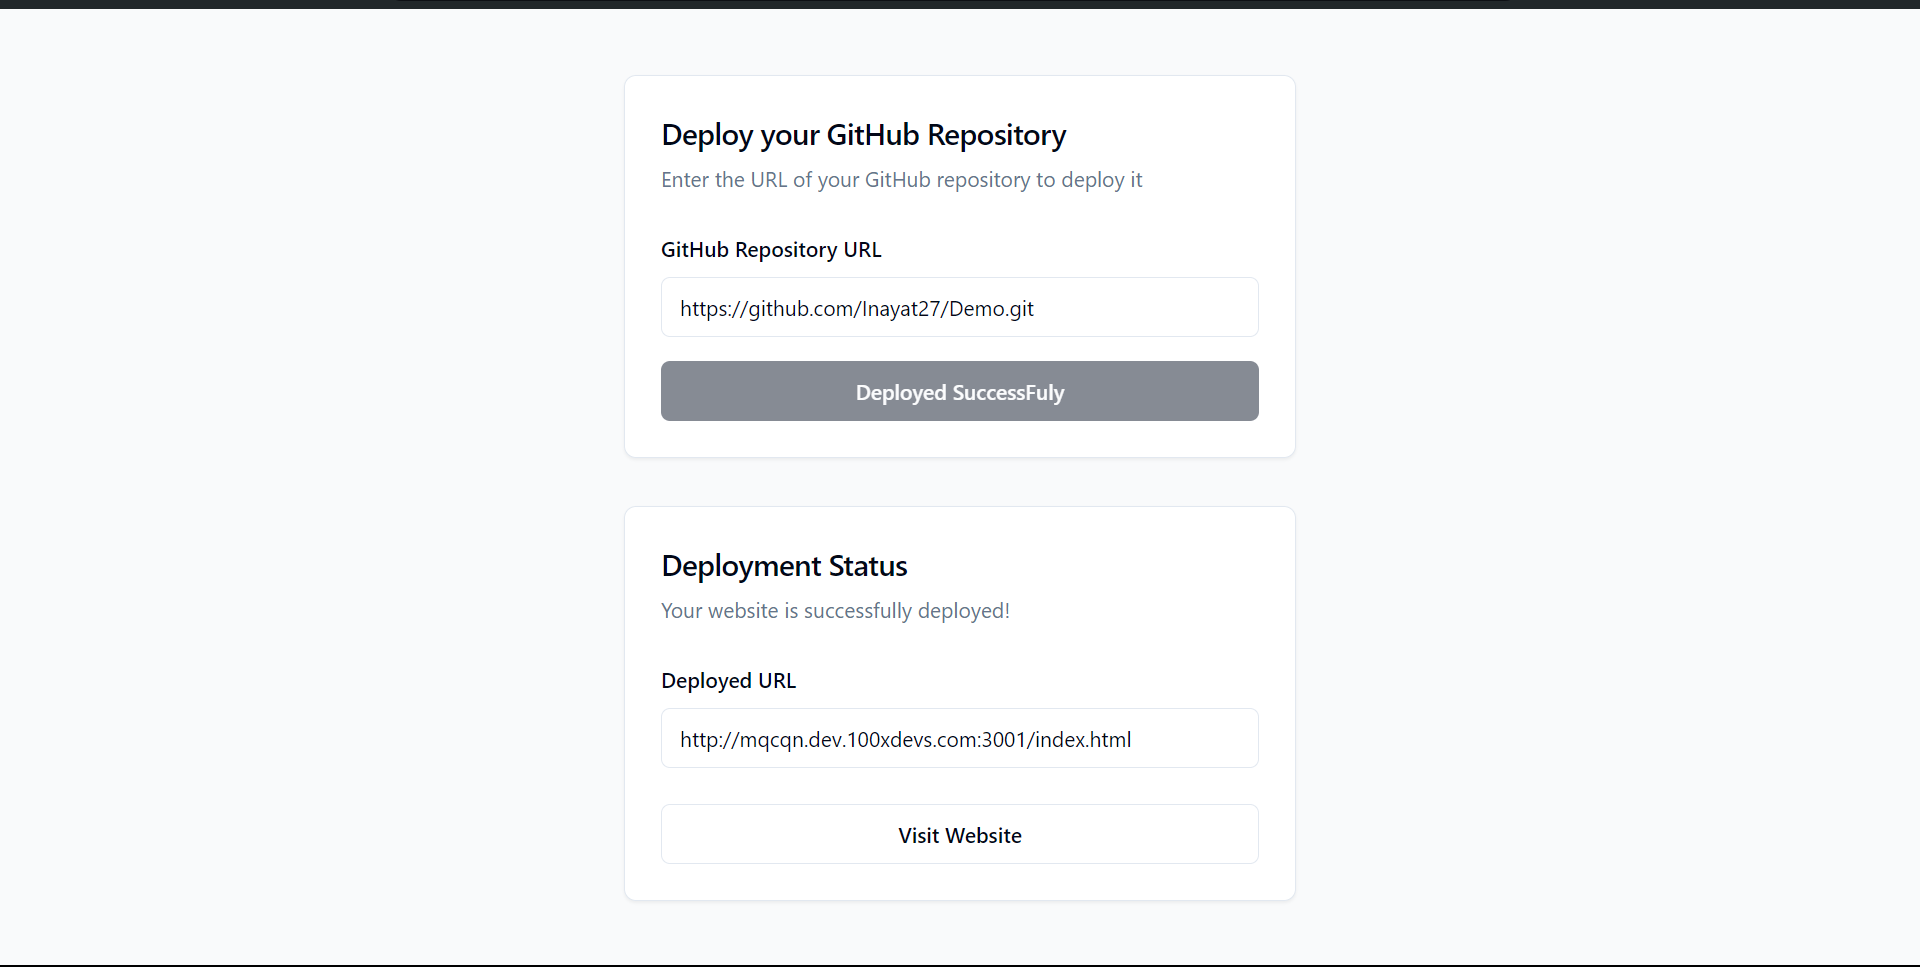 Deploy your GitHub Repository
Enter the URL of your GitHub repository to deploy it
GitHub Repository URL
https://github.com/Inayat27/Demo.git
Deployed SuccessFuly
Deployment Status
Your website is successfully deployed!
Deployed URL
http://mqcqn.dev.100xdevs.com:3001/index.html
Visit Website